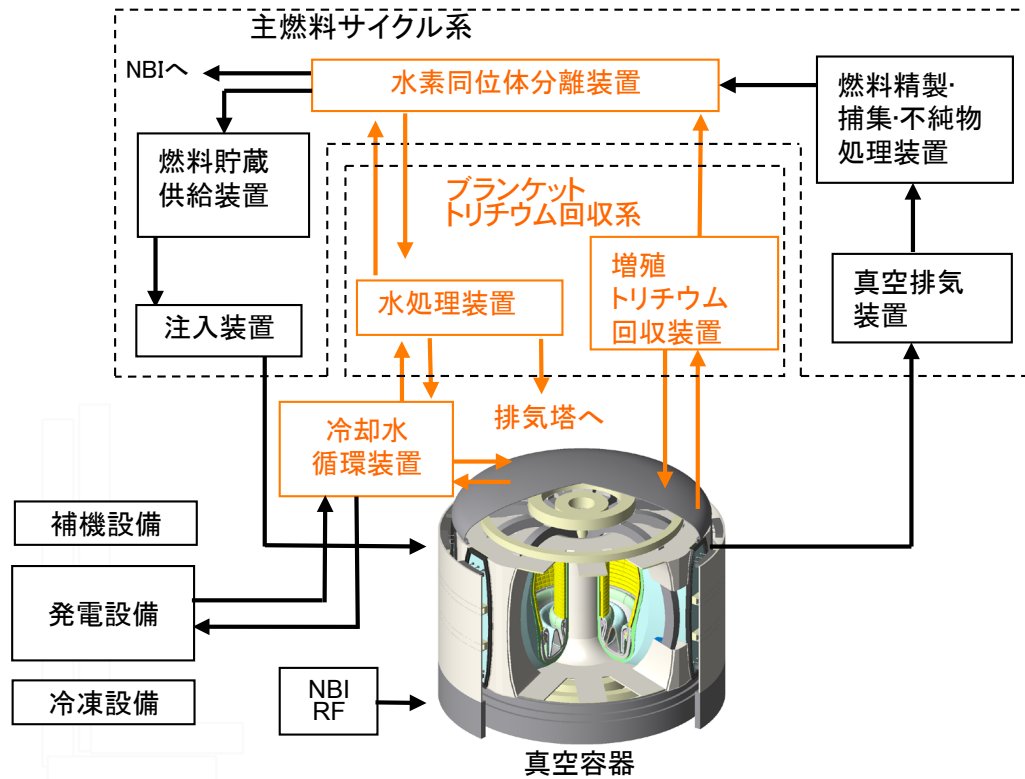 主燃料サイクル系
NBIへ
水素同位体分離装置
燃料精製・
捕集・不純物
処理装置
燃料貯蔵
供給装置
ブランケット
トリチウム回収系
増殖
トリチウム
回収装置
真空排気
装置
水処理装置
注入装置
排気塔へ
冷却水
循環装置
補機設備
発電設備
冷凍設備
NBI
RF
真空容器